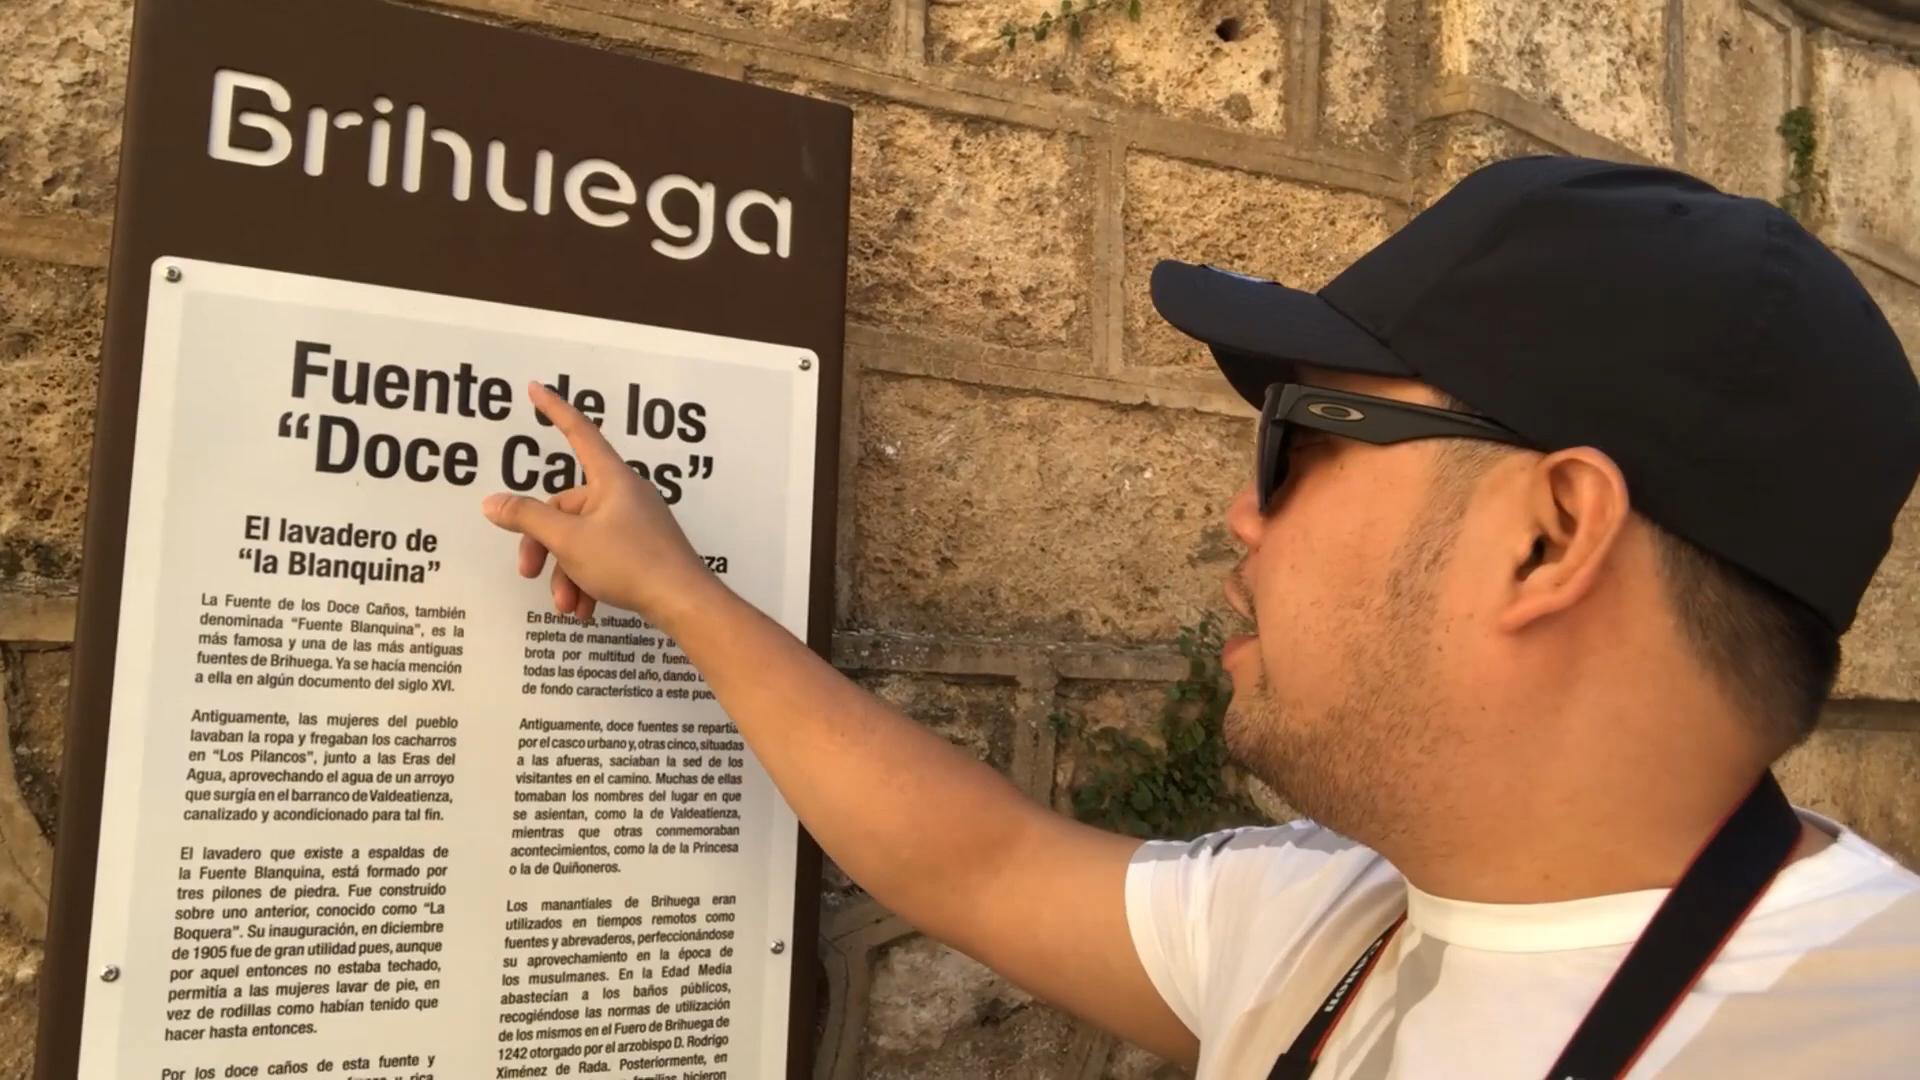 Brihuega
Fuente de los
“Doce Ca os”
El lavadero de
“la Blanquina”
La Fuente de los Doce Caños, también
denominada “Fuente Blanquina”, es la
más famosa y una de las más antiguas
fuentes de Brihuega. Ya se hacía mención
a ella en algún documento del siglo XVI.
Antiguamente, las mujeres del pueblo
lavaban la ropa y fregaban los cacharros
en “Los Pilancos”, junto a las Eras del
Agua, aprovechando el agua de un arroyo
que surgía en el barranco de Valdeatienza,
canalizado y acondicionado para tal fin.
El lavadero que existe a espaldas de
la Fuente Blanquina, está formado por
tres pilones de piedra. Fue construido
sobre uno anterior, conocido como “La
Boquera”. Su inauguración, en diciembre
de 1905 fue de gran utilidad pues, aunque
por aquel entonces no estaba techado,
permitía a las mujeres lavar de pie, en
vez de rodillas como habían tenido que
hacer hasta entonces.
Por los doce caños de esta fuente y
rica
za
En Brihuega, situado
repleta de manantiales y
brota por multitud de
todas las épocas del año, dando
de fondo característico a este
Antiguamente, doce fuentes se
por el casco urbano y, otras cinco, situadas
a las afueras, saciaban la sed de los
visitantes en el camino. Muchas de ellas
tomaban los nombres del lugar en que
se asientan, como la de Valdeatienza,
mientras que otras conmemoraban
acontecimientos, como la de la Princesa
o la de Quiñoneros.
Los manantiales de Brihuega eran
utilizados en tiempos remotos como
fuentes y abrevaderos, perfeccionándose
su aprovechamiento en la época de
los musulmanes. En la Edad Media
abastecían a los baños públicos,
recogiéndose las normas de utilización
de los mismos en el Fuero de Brihuega de
1242 otorgado por el arzobispo D. Rodrigo
Ximénez de Rada. Posteriormente, en
familias hicieron
Canon